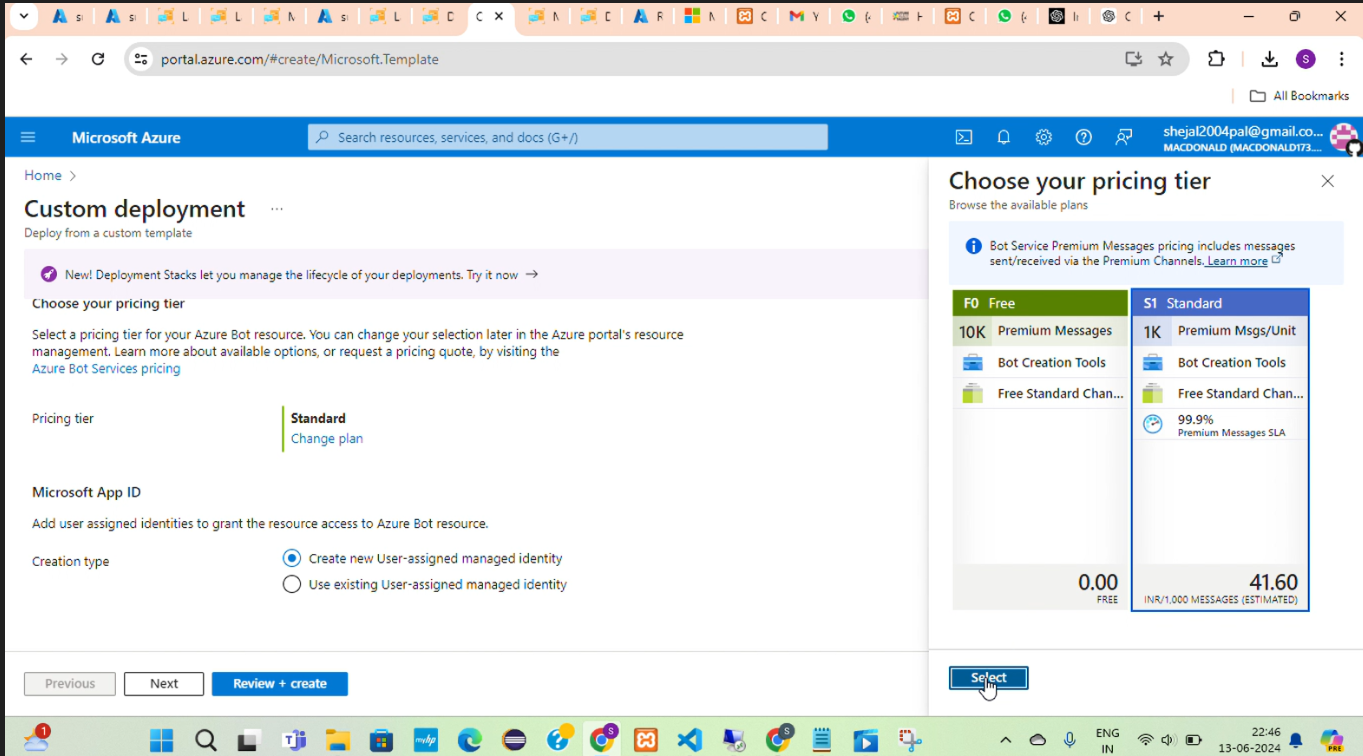 s
s
L
L
M
s
L
D
C
N
D
R
N
C
Y
(
H
C
(
I
C
portal.azure.com/#create/Microsoft.Template
S
All Bookmarks
Microsoft Azure
Search resources, services, and docs (G+/)
shejal2004pal@gmail.co...
MACDONALD (MACDONALD173....
Home >
Custom deployment ...
Deploy from a custom template
New! Deployment Stacks let you manage the lifecycle of your deployments. Try it now →
Choose your pricing tier
Select a pricing tier for your Azure Bot resource. You can change your selection later in the Azure portal's resource
management. Learn more about available options, or request a pricing quote, by visiting the
Azure Bot Services pricing
Pricing tier
Standard
Change plan
Microsoft App ID
Add user assigned identities to grant the resource access to Azure Bot resource.
Creation type
Create new User-assigned managed identity
Use existing User-assigned managed identity
Previous
Next
Review + create
Choose your pricing tier
Browse the available plans
Bot Service Premium Messages pricing includes messages
sent/received via the Premium Channels. Learn more
F0 Free
10K Premium Messages
Bot Creation Tools
Free Standard Chan...
0.00
FREE
S1 Standard
1K Premium Msgs/Unit
Bot Creation Tools
Free Standard Chan...
99.9%
Premium Messages SLA
41.60
INR/1,000 MESSAGES (ESTIMATED)
Select
1
myhp
S
S
ENG
IN
22:46
13-06-2024
PRE